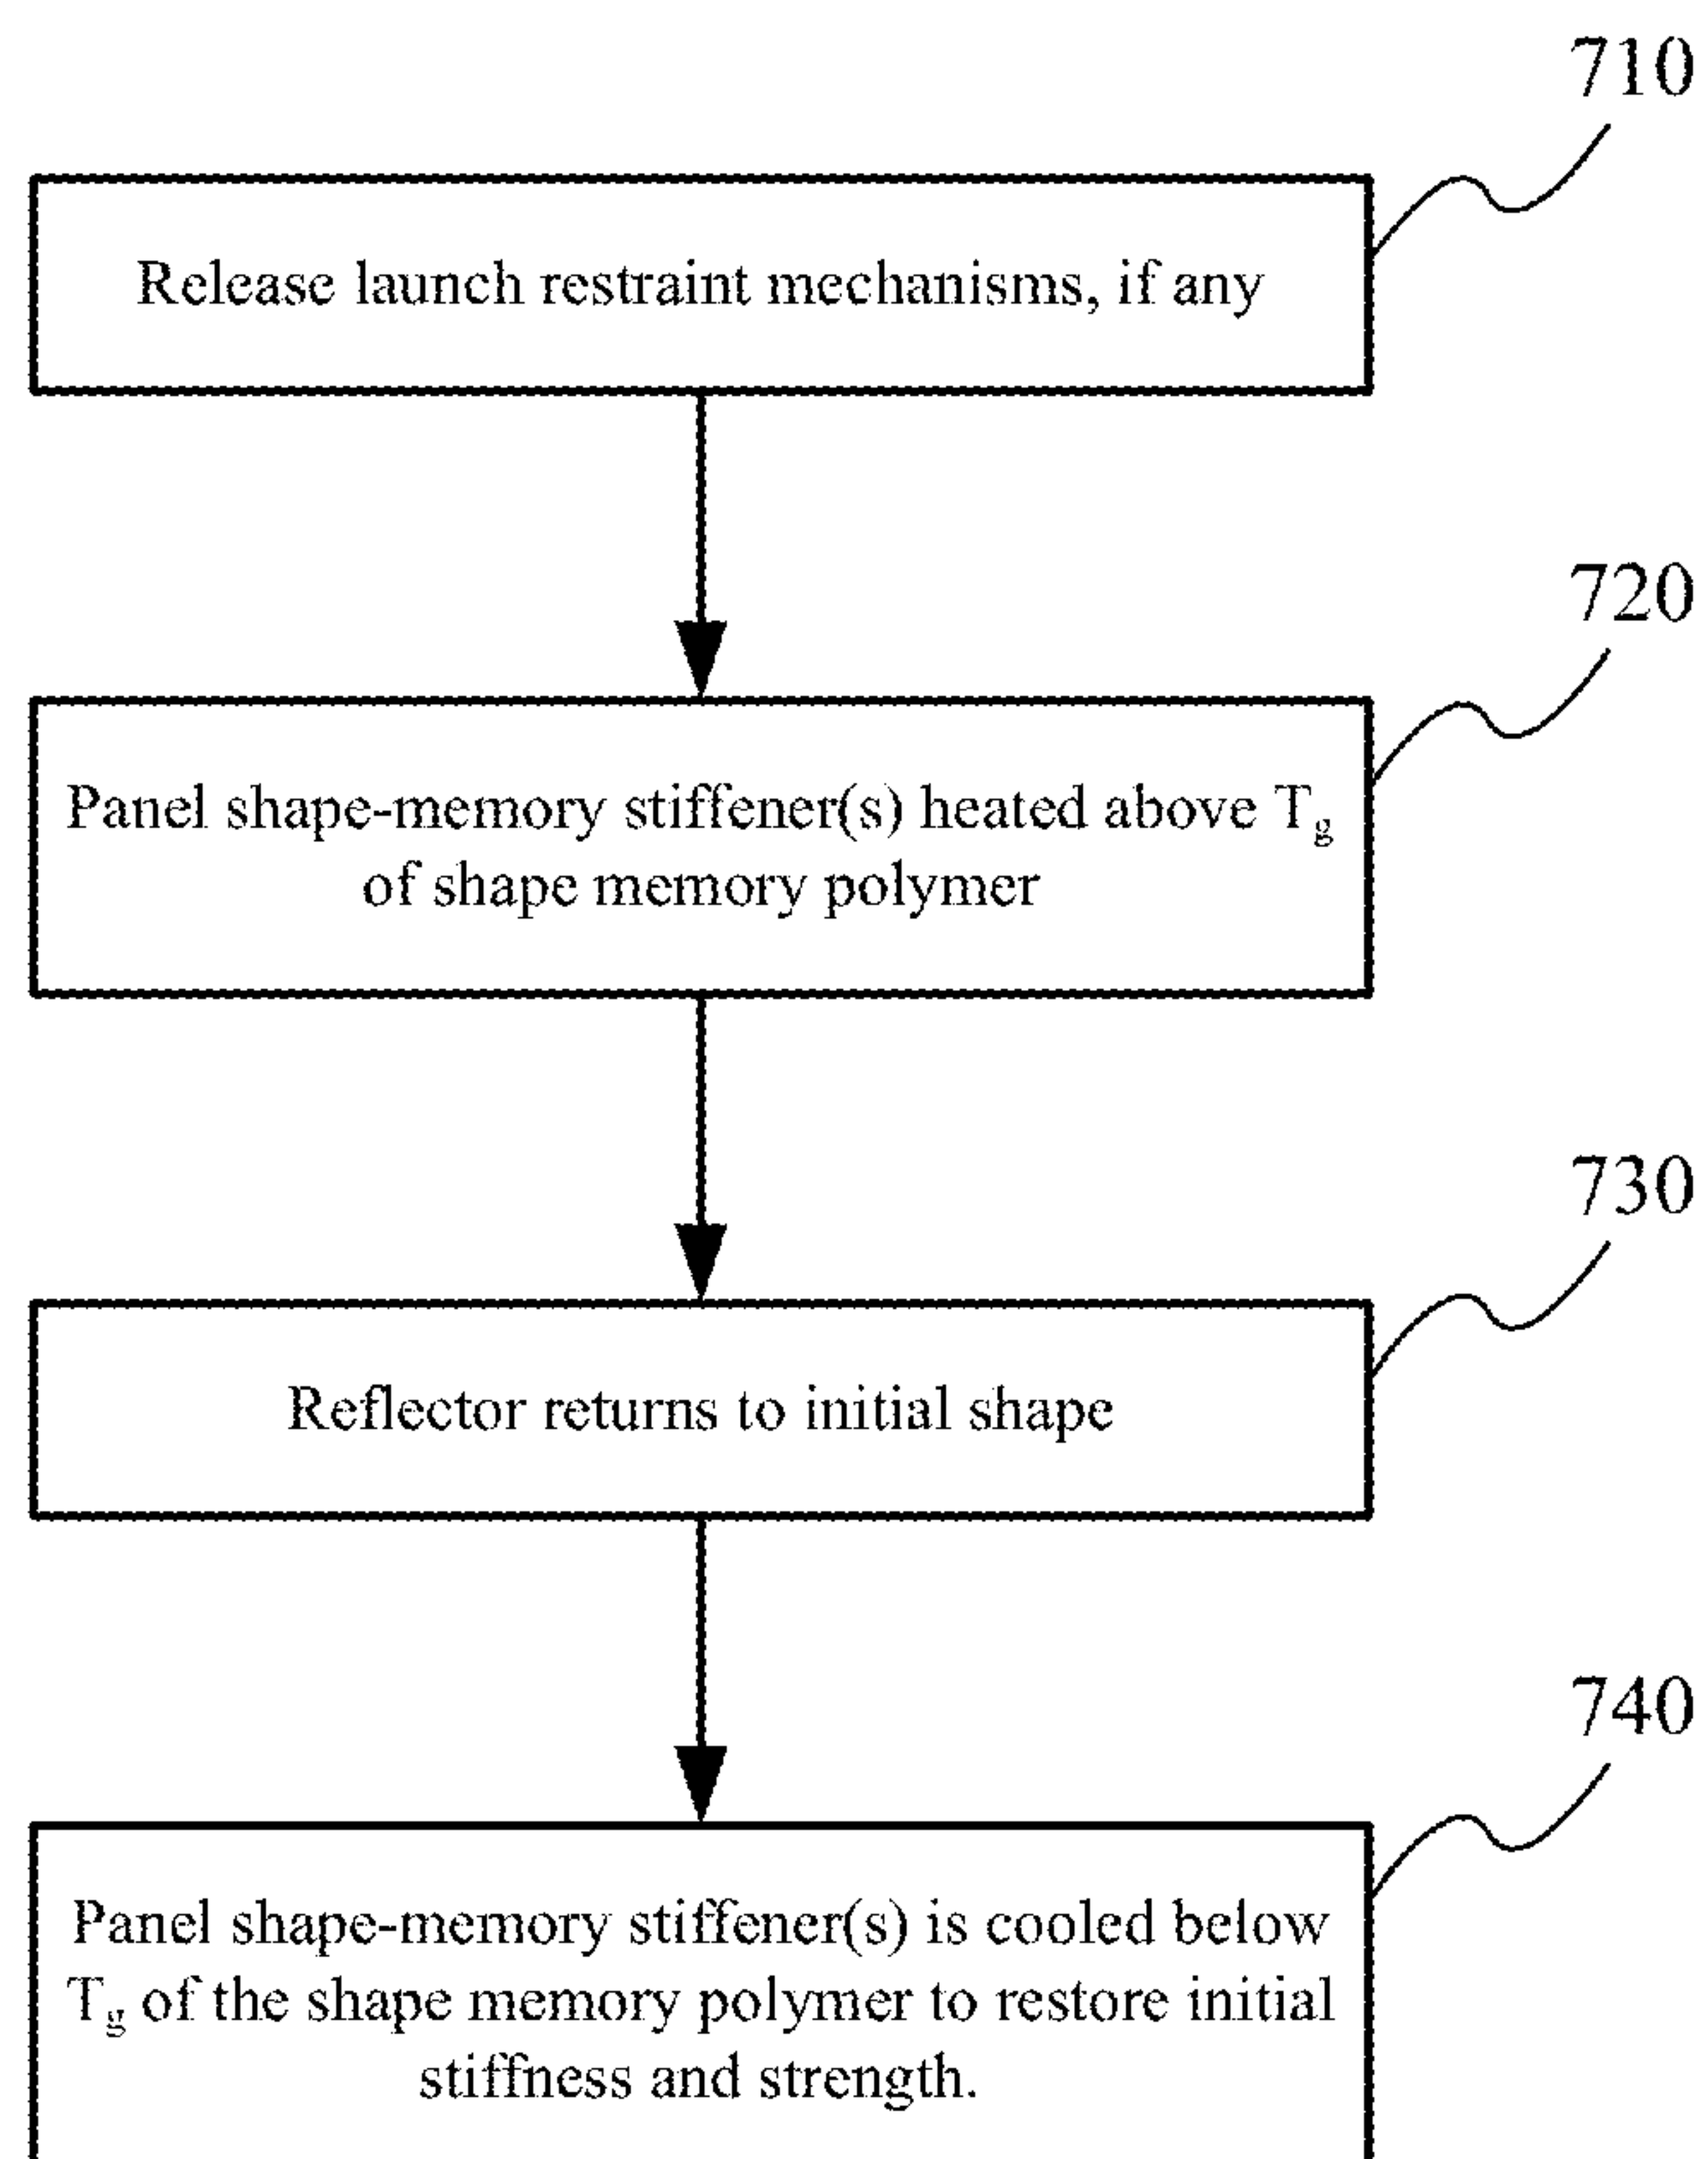 710
Release launch restraint mechanisms, if any
720
Panel shape-memory stiffener(s) heated above Tg
of shape memory polymer
730
Reflector returns to initial shape
740
Panel shape-memory stiffener(s) is cooled below
Tg of the shape memory polymer to restore initial
stiffness and strength.